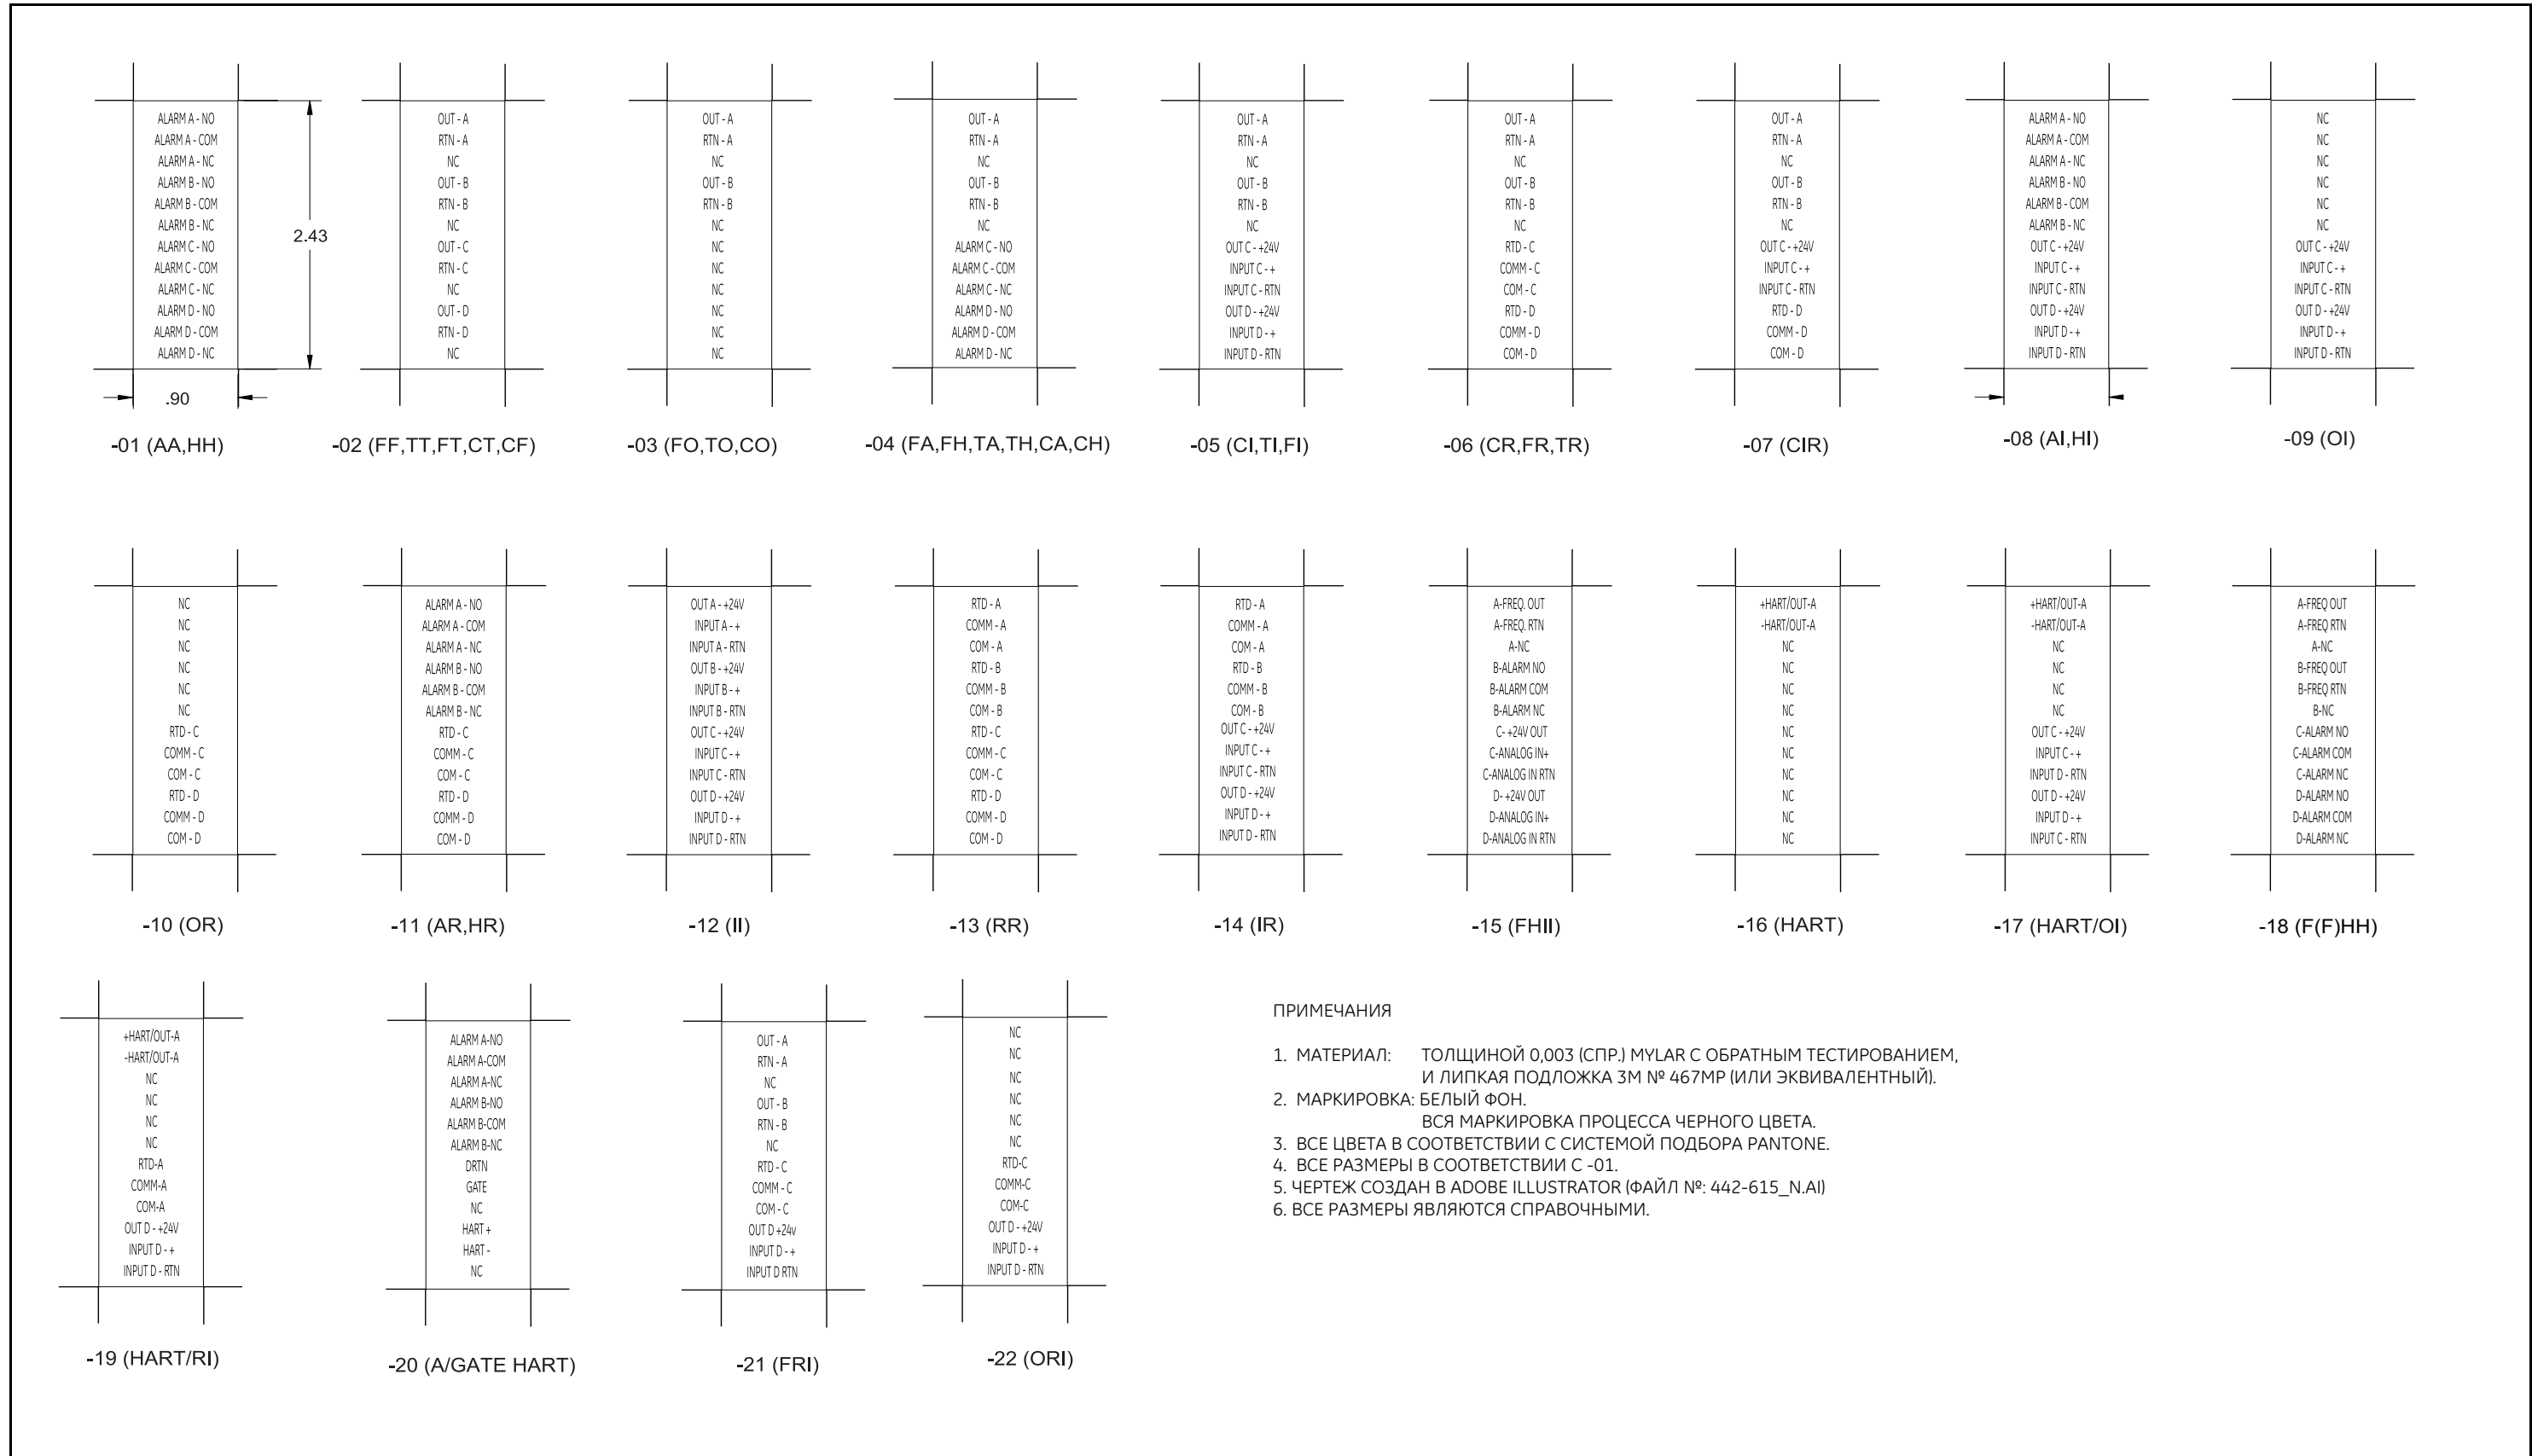 ALARM A - NO
ALARM A - COM
ALARM A - NC
ALARM B - NO
ALARM B - COM
ALARM B - NC
ALARM C - NO
ALARM C - COM
ALARM C - NC
ALARM D - NO
ALARM D - COM
ALARM D - NC
2.43
.90
-01 (AA,HH)
OUT - A
RTN - A
NC
OUT - B
RTN - B
NC
OUT - C
RTN - C
NC
OUT - D
RTN - D
NC
-02 (FF,TT,FT,CT,CF)
OUT - A
RTN - A
NC
OUT - B
RTN - B
NC
NC
NC
NC
NC
NC
NC
-03 (FO,TO,CO)
OUT - A
RTN - A
NC
OUT - B
RTN - B
NC
ALARM C - NO
ALARM C - COM
ALARM C - NC
ALARM D - NO
ALARM D - COM
ALARM D - NC
-04 (FA,FH,TA,TH,CA,CH)
OUT - A
RTN - A
NC
OUT - B
RTN - B
NC
OUT C - +24V
INPUT C - +
INPUT C - RTN
OUT D - +24V
INPUT D - +
INPUT D - RTN
-05 (CI,TI,FI)
OUT - A
RTN - A
NC
OUT - B
RTN - B
NC
RTD - C
COMM - C
COM - C
RTD - D
COMM - D
COM - D
-06 (CR,FR,TR)
OUT - A
RTN - A
NC
OUT - B
RTN - B
NC
OUT C - +24V
INPUT C - +
INPUT C - RTN
RTD - D
COMM - D
COM - D
-07 (CIR)
ALARM A - NO
ALARM A - COM
ALARM A - NC
ALARM B - NO
ALARM B - COM
ALARM B - NC
OUT C - +24V
INPUT C - +
INPUT C - RTN
OUT D - +24V
INPUT D - +
INPUT D - RTN
-08 (AI,HI)
NC
NC
NC
NC
NC
NC
OUT C - +24V
INPUT C - +
INPUT C - RTN
OUT D - +24V
INPUT D - +
INPUT D - RTN
-09 (OI)
NC
NC
NC
NC
NC
NC
RTD - C
COMM - C
COM - C
RTD - D
COMM - D
COM - D
-10 (OR)
ALARM A - NO
ALARM A - COM
ALARM A - NC
ALARM B - NO
ALARM B - COM
ALARM B - NC
RTD - C
COMM - C
COM - C
RTD - D
COMM - D
COM - D
-11 (AR,HR)
OUT A - +24V
INPUT A - +
INPUT A - RTN
OUT B - +24V
INPUT B - +
INPUT B - RTN
OUT C - +24V
INPUT C - +
INPUT C - RTN
OUT D - +24V
INPUT D - +
INPUT D - RTN
-12 (II)
RTD - A
COMM - A
COM - A
RTD - B
COMM - B
COM - B
RTD - C
COMM - C
COM - C
RTD - D
COMM - D
COM - D
-13 (RR)
RTD - A
COMM - A
COM - A
RTD - B
COMM - B
COM - B
OUT C - +24V
INPUT C - +
INPUT C - RTN
OUT D - +24V
INPUT D - +
INPUT D - RTN
-14 (IR)
A-FREQ. OUT
A-FREQ. RTN
A-NC
B-ALARM NO
B-ALARM COM
B-ALARM NC
C- +24V OUT
C-ANALOG IN+
C-ANALOG IN RTN
D- +24V OUT
D-ANALOG IN+
D-ANALOG IN RTN
-15 (FHII)
+HART/OUT-A
-HART/OUT-A
NC
NC
NC
NC
NC
NC
NC
NC
NC
NC
-16 (HART)
+HART/OUT-A
-HART/OUT-A
NC
NC
NC
NC
OUT C - +24V
INPUT C - +
INPUT D - RTN
OUT D - +24V
INPUT D - +
INPUT C - RTN
-17 (HART/OI)
A-FREQ OUT
A-FREQ RTN
A-NC
B-FREQ OUT
B-FREQ RTN
B-NC
C-ALARM NO
C-ALARM COM
C-ALARM NC
D-ALARM NO
D-ALARM COM
D-ALARM NC
-18 (F(F)HH)
+HART/OUT-A
-HART/OUT-A
NC
NC
NC
NC
RTD-A
COMM-A
COM-A
OUT D - +24V
INPUT D - +
INPUT D - RTN
-19 (HART/RI)
ALARM A-NO
ALARM A-COM
ALARM A-NC
ALARM B-NO
ALARM B-COM
ALARM B-NC
DRTN
GATE
NC
HART +
HART -
NC
-20 (A/GATE HART)
OUT - A
RTN - A
NC
OUT - B
RTN - B
NC
RTD - C
COMM - C
COM - C
OUT D +24v
INPUT D - +
INPUT D RTN
-21 (FRI)
NC
NC
NC
NC
NC
NC
RTD-C
COMM-C
COM-C
OUT D - +24V
INPUT D - +
INPUT D - RTN
-22 (ORI)
ПРИМЕЧАНИЯ
1. МАТЕРИАЛ: ТОЛЩИНОЙ 0,003 (СПР.) MYLAR С ОБРАТНЫМ ТЕСТИРОВАНИЕМ,
И ЛИПКАЯ ПОДЛОЖКА 3M № 467MP (ИЛИ ЭКВИВАЛЕНТНЫЙ).
2. МАРКИРОВКА: БЕЛЫЙ ФОН.
ВСЯ МАРКИРОВКА ПРОЦЕССА ЧЕРНОГО ЦВЕТА.
3. ВСЕ ЦВЕТА В СООТВЕТСТВИИ С СИСТЕМОЙ ПОДБОРА PANTONE.
4. ВСЕ РАЗМЕРЫ В СООТВЕТСТВИИ С -01.
5. ЧЕРТЕЖ СОЗДАН В ADOBE ILLUSTRATOR (ФАЙЛ №: 442-615_N.AI)
6. ВСЕ РАЗМЕРЫ ЯВЛЯЮТСЯ СПРАВОЧНЫМИ.